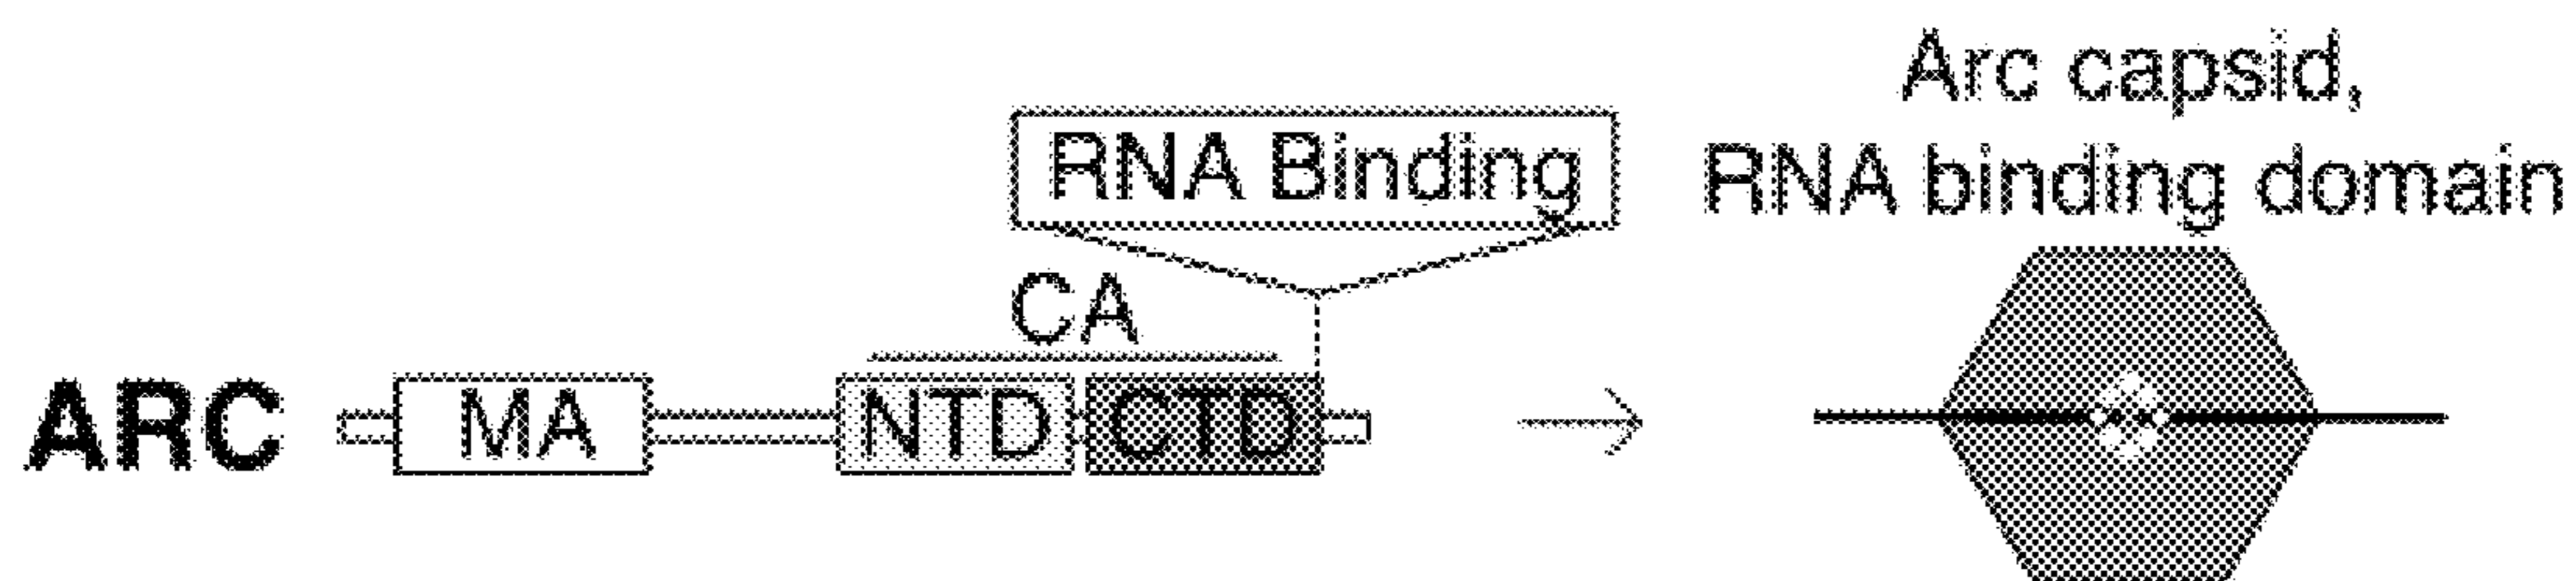 Arc capsid,
RNA binding domain
RNA Binding
CA
ARC MA NTD CTD